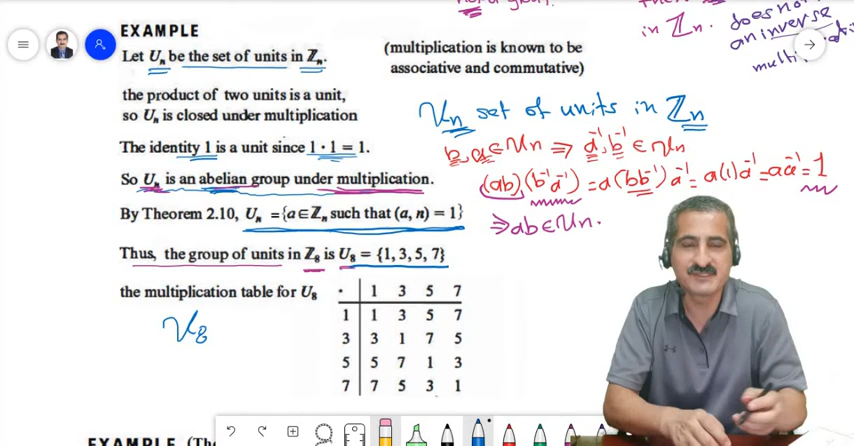 EXAMPLE
Let Uₙ be the set of units in ℤₙ.
(multiplication is known to be
associative and commutative)
the product of two units is a unit,
so Uₙ is closed under multiplication
The identity 1 is a unit since 1 · 1 = 1.
So Uₙ is an abelian group under multiplication.
By Theorem 2.10, Uₙ = {a∈ℤₙ such that (a, n) = 1}
Thus, the group of units in ℤ₈ is U₈ = {1, 3, 5, 7}
the multiplication table for U₈
· 1 3 5 7
1 1 3 5 7
3 3 1 7 5
5 5 7 1 3
7 7 5 3 1
U₈
in ℤₙ.
does not
an inverse
Uₙ set of units in ℤₙ
b, a ∈ Uₙ ⇒ a⁻¹, b⁻¹ ∈ Uₙ
(ab)(b⁻¹a⁻¹) = a(bb⁻¹)a⁻¹ = a(1)a⁻¹ = aa⁻¹ = 1
⇒ ab ∈ Uₙ.
EXAMPLE